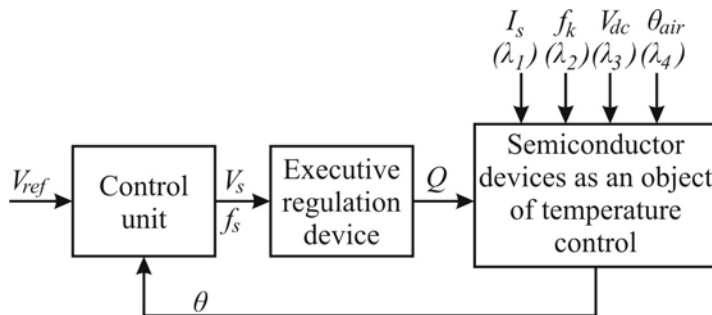 I_s f_k V_dc θ_air
(λ_1) (λ_2) (λ_3) (λ_4)
V_ref
Control
unit
V_s
f_s
Executive
regulation
device
Q
Semiconductor
devices as an object
of temperature
control
θ